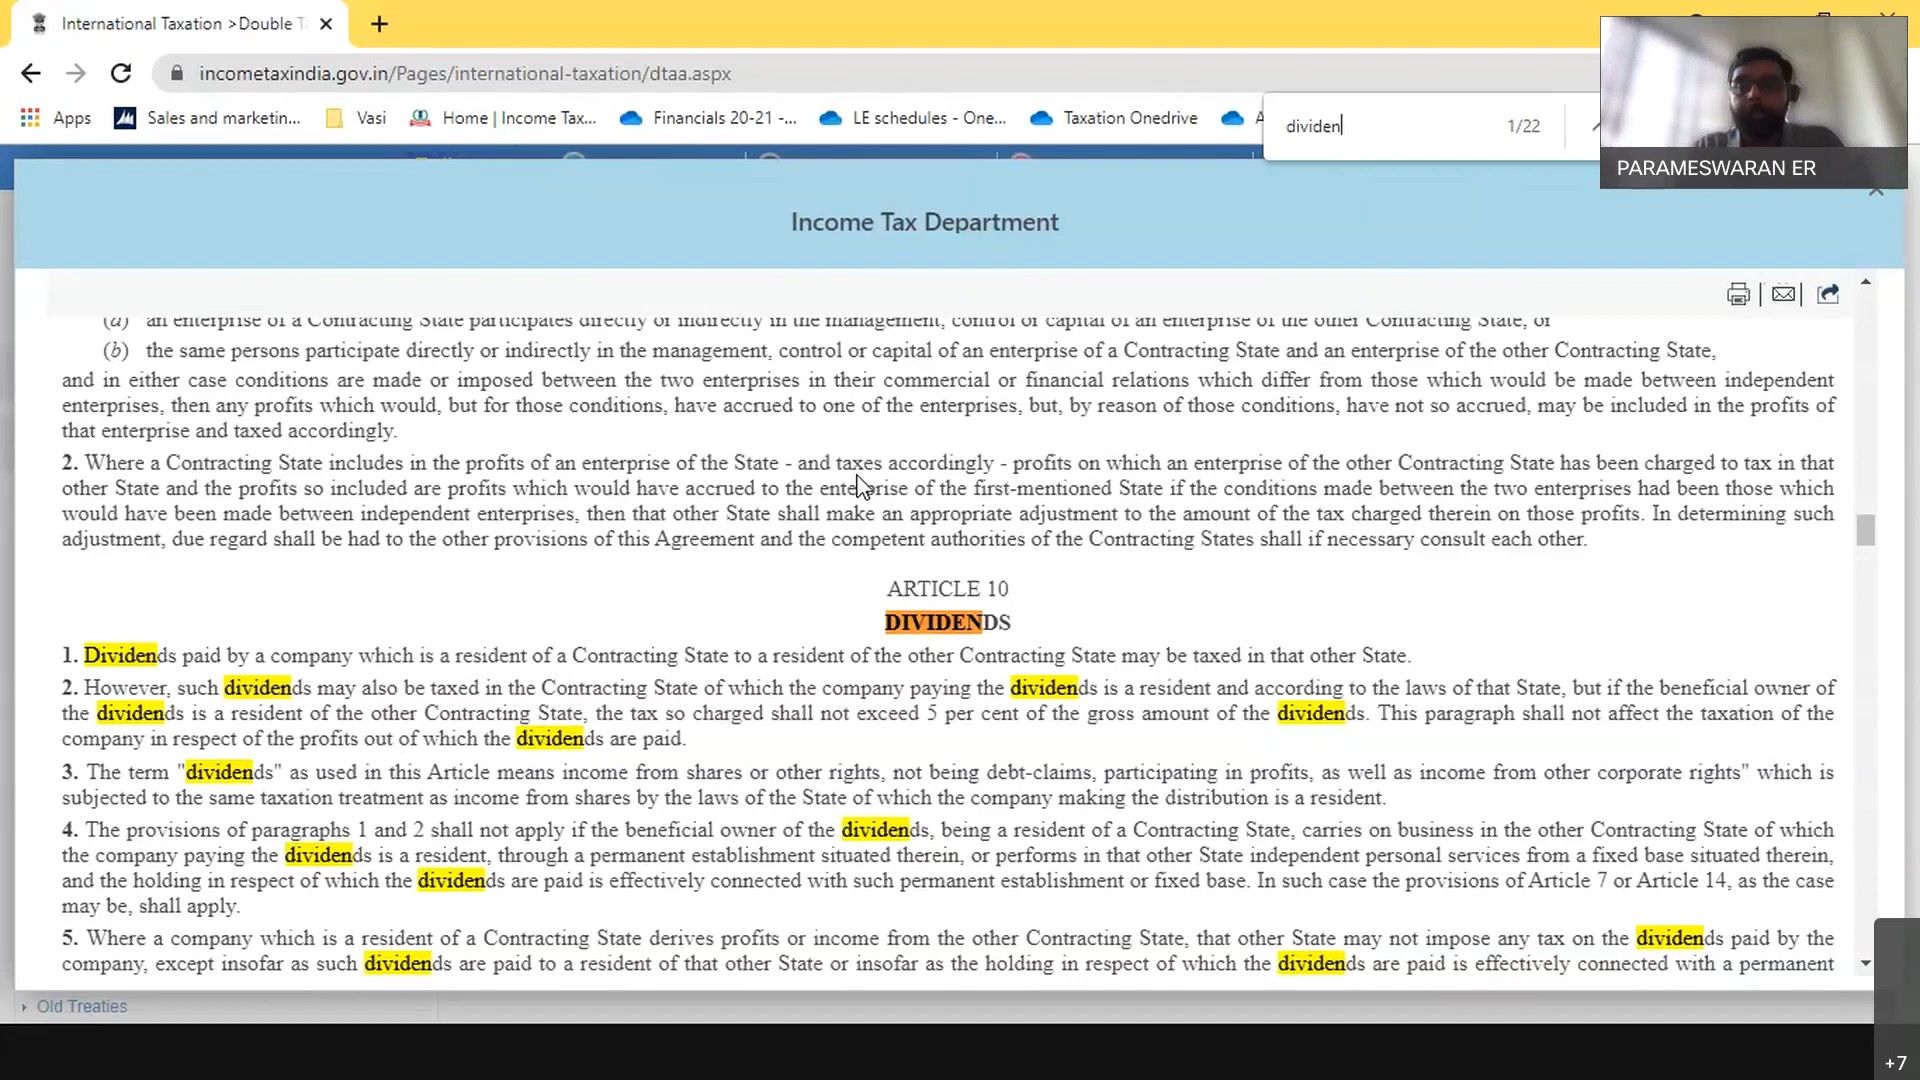 International Taxation >Double T
incometaxindia.gov.in/Pages/international-taxation/dtaa.aspx
Apps
Sales and marketin...
Vasi
Home | Income Tax...
Financials 20-21 -...
LE schedules - One...
Taxation Onedrive
dividen
1/22
PARAMESWARAN ER
Income Tax Department
(a) an enterprise of a Contracting State participates directly or indirectly in the management, control or capital of an enterprise of the other Contracting State, or
(b) the same persons participate directly or indirectly in the management, control or capital of an enterprise of a Contracting State and an enterprise of the other Contracting State,
and in either case conditions are made or imposed between the two enterprises in their commercial or financial relations which differ from those which would be made between independent
enterprises, then any profits which would, but for those conditions, have accrued to one of the enterprises, but, by reason of those conditions, have not so accrued, may be included in the profits of
that enterprise and taxed accordingly.
2. Where a Contracting State includes in the profits of an enterprise of the State - and taxes accordingly - profits on which an enterprise of the other Contracting State has been charged to tax in that
other State and the profits so included are profits which would have accrued to the enterprise of the first-mentioned State if the conditions made between the two enterprises had been those which
would have been made between independent enterprises, then that other State shall make an appropriate adjustment to the amount of the tax charged therein on those profits. In determining such
adjustment, due regard shall be had to the other provisions of this Agreement and the competent authorities of the Contracting States shall if necessary consult each other.
ARTICLE 10
DIVIDENDS
1. Dividends paid by a company which is a resident of a Contracting State to a resident of the other Contracting State may be taxed in that other State.
2. However, such dividends may also be taxed in the Contracting State of which the company paying the dividends is a resident and according to the laws of that State, but if the beneficial owner of
the dividends is a resident of the other Contracting State, the tax so charged shall not exceed 5 per cent of the gross amount of the dividends. This paragraph shall not affect the taxation of the
company in respect of the profits out of which the dividends are paid.
3. The term "dividends" as used in this Article means income from shares or other rights, not being debt-claims, participating in profits, as well as income from other corporate rights" which is
subjected to the same taxation treatment as income from shares by the laws of the State of which the company making the distribution is a resident.
4. The provisions of paragraphs 1 and 2 shall not apply if the beneficial owner of the dividends, being a resident of a Contracting State, carries on business in the other Contracting State of which
the company paying the dividends is a resident, through a permanent establishment situated therein, or performs in that other State independent personal services from a fixed base situated therein,
and the holding in respect of which the dividends are paid is effectively connected with such permanent establishment or fixed base. In such case the provisions of Article 7 or Article 14, as the case
may be, shall apply.
5. Where a company which is a resident of a Contracting State derives profits or income from the other Contracting State, that other State may not impose any tax on the dividends paid by the
company, except insofar as such dividends are paid to a resident of that other State or insofar as the holding in respect of which the dividends are paid is effectively connected with a permanent
Old Treaties
+7